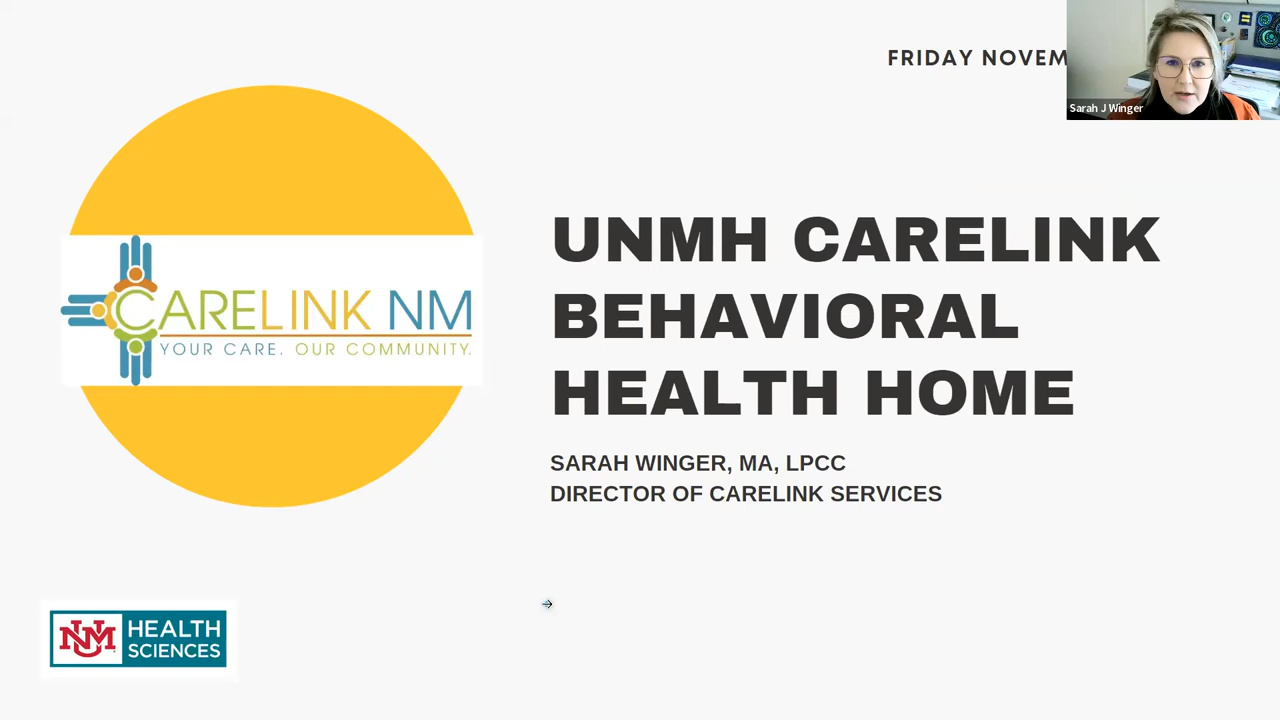 FRIDAY NOVEM
Sarah J Winger
UNMH CARELINK
BEHAVIORAL
HEALTH HOME
CARELINK NM
YOUR CARE. OUR COMMUNITY.
SARAH WINGER, MA, LPCC
DIRECTOR OF CARELINK SERVICES
UNM HEALTH
SCIENCES